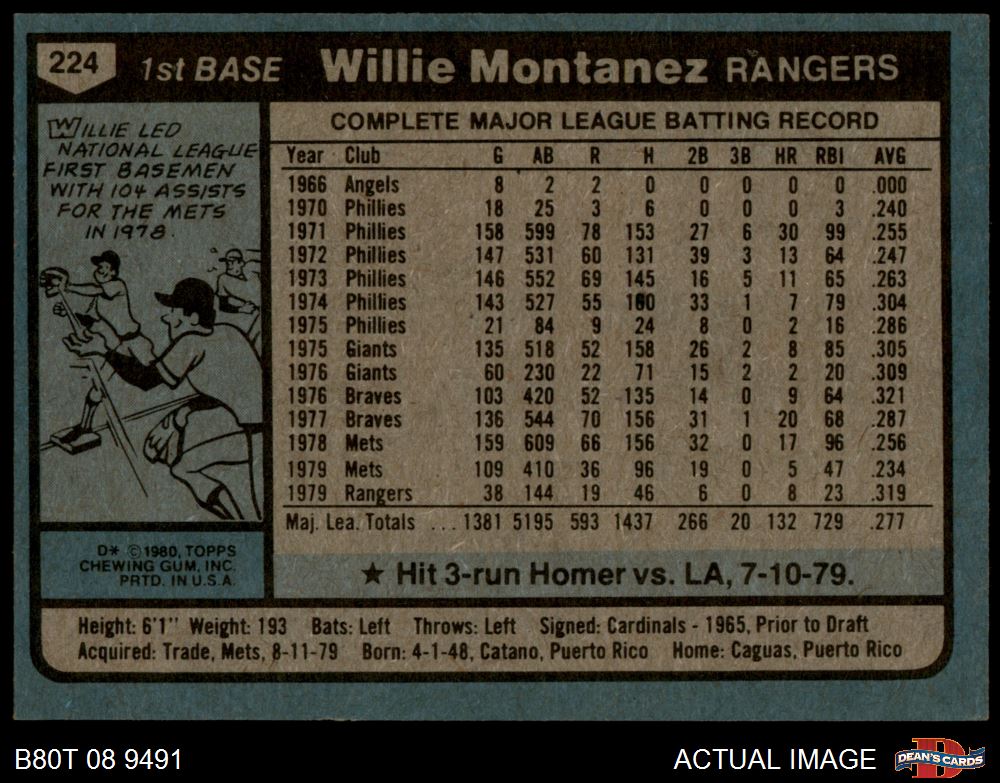 224 1st BASE Willie Montanez RANGERS
WILLIE LED
NATIONAL LEAGUE
FIRST BASEMEN
WITH 104 ASSISTS
FOR THE METS
IN 1978.
COMPLETE MAJOR LEAGUE BATTING RECORD
Year Club G AB R H 2B 3B HR RBI AVG
1966 Angels 8 2 2 0 0 0 0 0 .000
1970 Phillies 18 25 3 6 0 0 0 3 .240
1971 Phillies 158 599 78 153 27 6 30 99 .255
1972 Phillies 147 531 60 131 39 3 13 64 .247
1973 Phillies 146 552 69 145 16 5 11 65 .263
1974 Phillies 143 527 55 160 33 1 7 79 .304
1975 Phillies 21 84 9 24 8 0 2 16 .286
1975 Giants 135 518 52 158 26 2 8 85 .305
1976 Giants 60 230 22 71 15 2 2 20 .309
1976 Braves 103 420 52 135 14 0 9 64 .321
1977 Braves 136 544 70 156 31 1 20 68 .287
1978 Mets 159 609 66 156 32 0 17 96 .256
1979 Mets 109 410 36 96 19 0 5 47 .234
1979 Rangers 38 144 19 46 6 0 8 23 .319
Maj. Lea. Totals ... 1381 5195 593 1437 266 20 132 729 .277
D* ©1980, TOPPS
CHEWING GUM, INC.
PRTD. IN U.S.A.
★ Hit 3-run Homer vs. LA, 7-10-79.
Height: 6'1" Weight: 193 Bats: Left Throws: Left Signed: Cardinals - 1965, Prior to Draft
Acquired: Trade, Mets, 8-11-79 Born: 4-1-48, Catano, Puerto Rico Home: Caguas, Puerto Rico
B80T 08 9491
ACTUAL IMAGE
D
DEAN'S CARDS